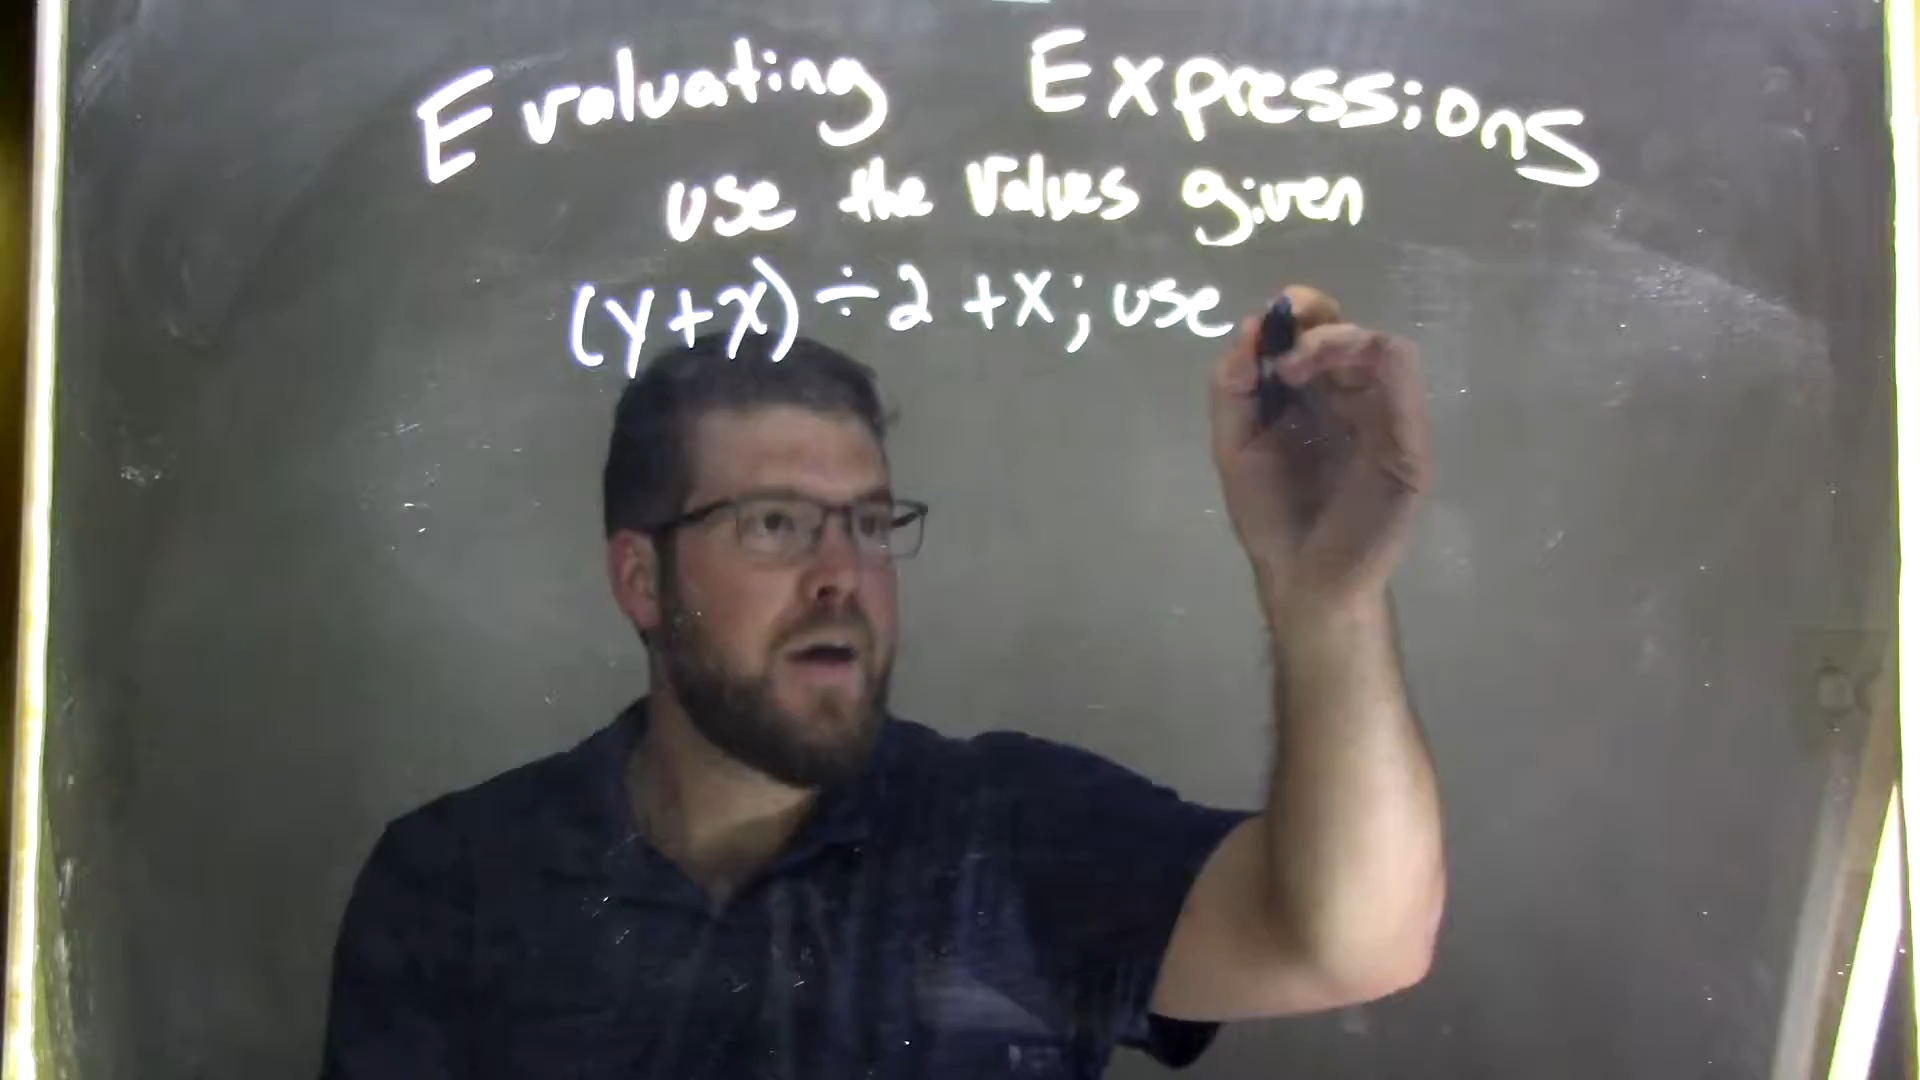 Evaluating Expressions
use the values given
(y+x) ÷ 2 + x; use